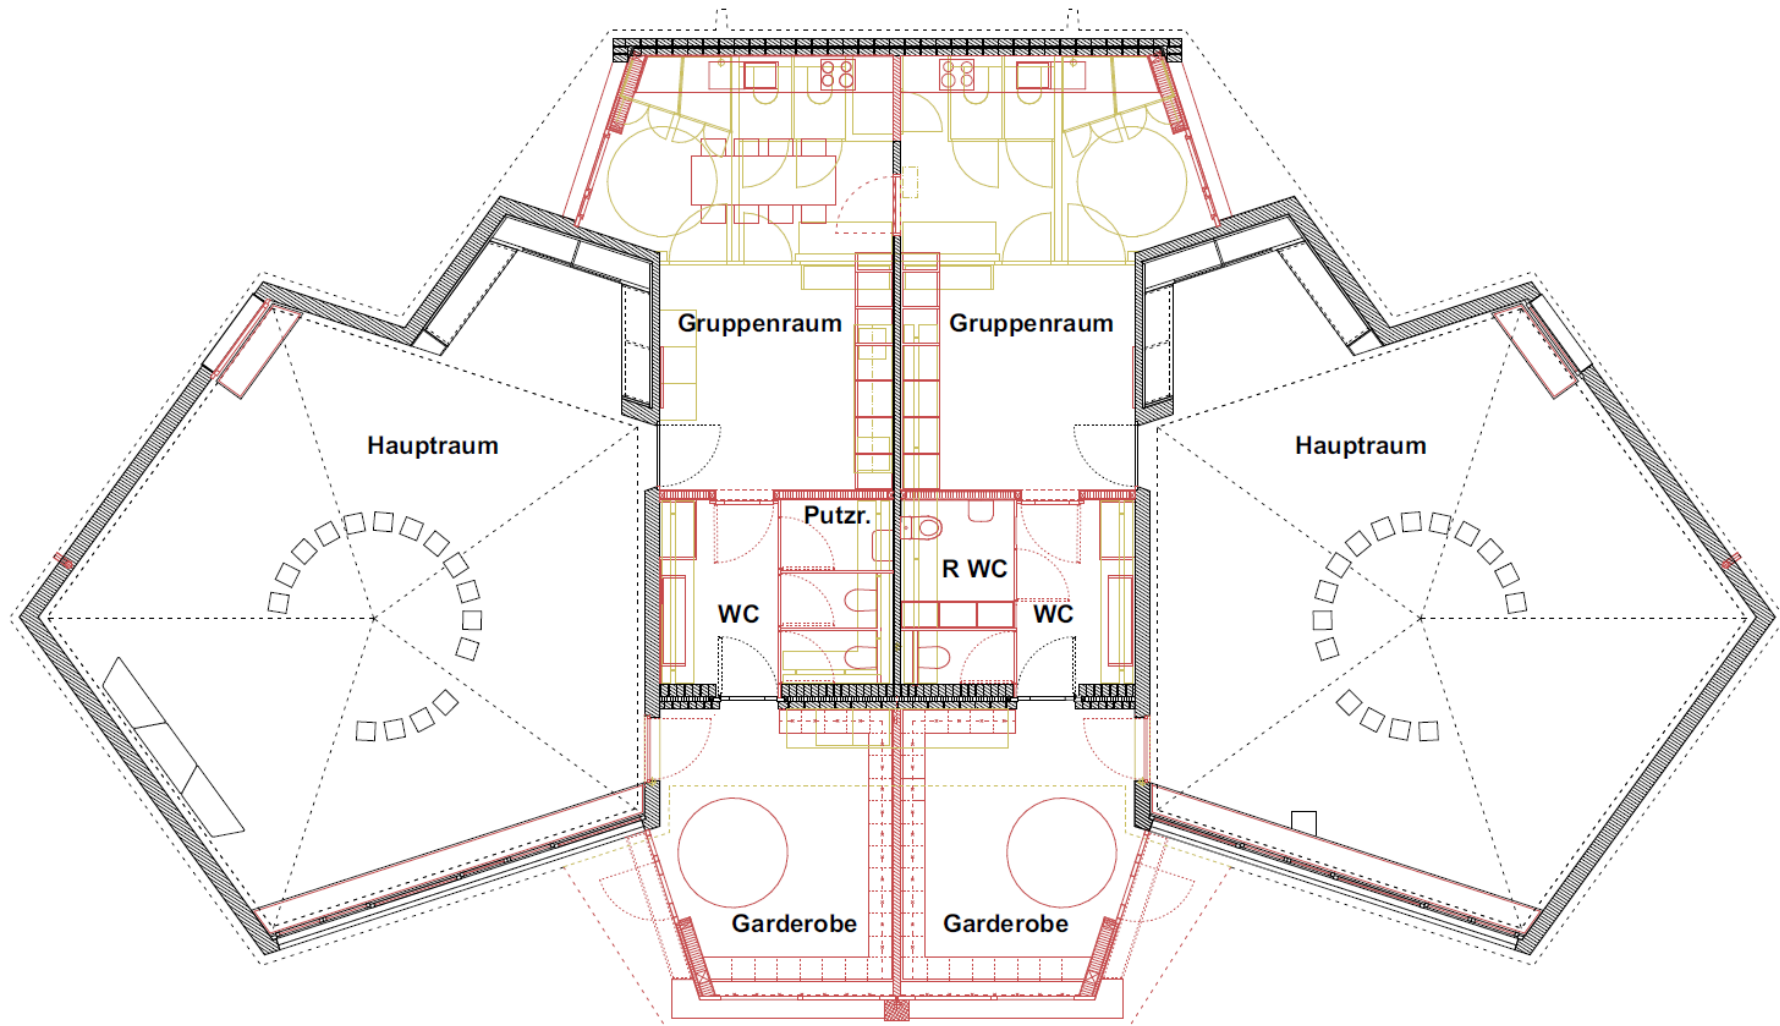 Gruppenraum
Gruppenraum
Hauptraum
Hauptraum
Putzr.
R WC
WC
WC
Garderobe
Garderobe